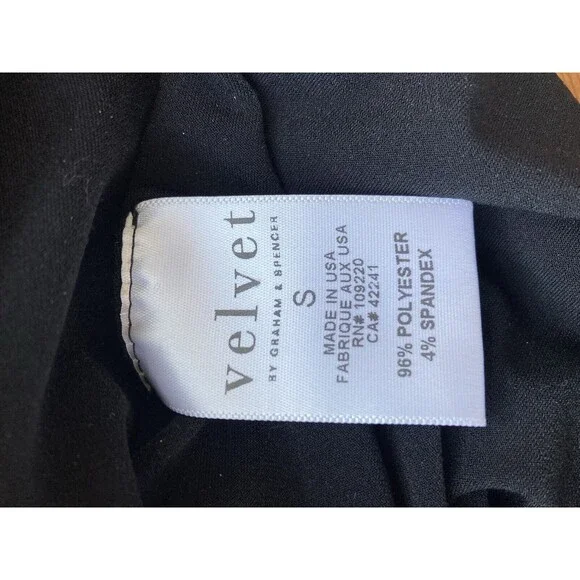 velvet
BY GRAHAM & SPENCER
S
MADE IN USA
FABRIQUE AUX USA
RN# 109220
CA# 42241
96% POLYESTER
4% SPANDEX